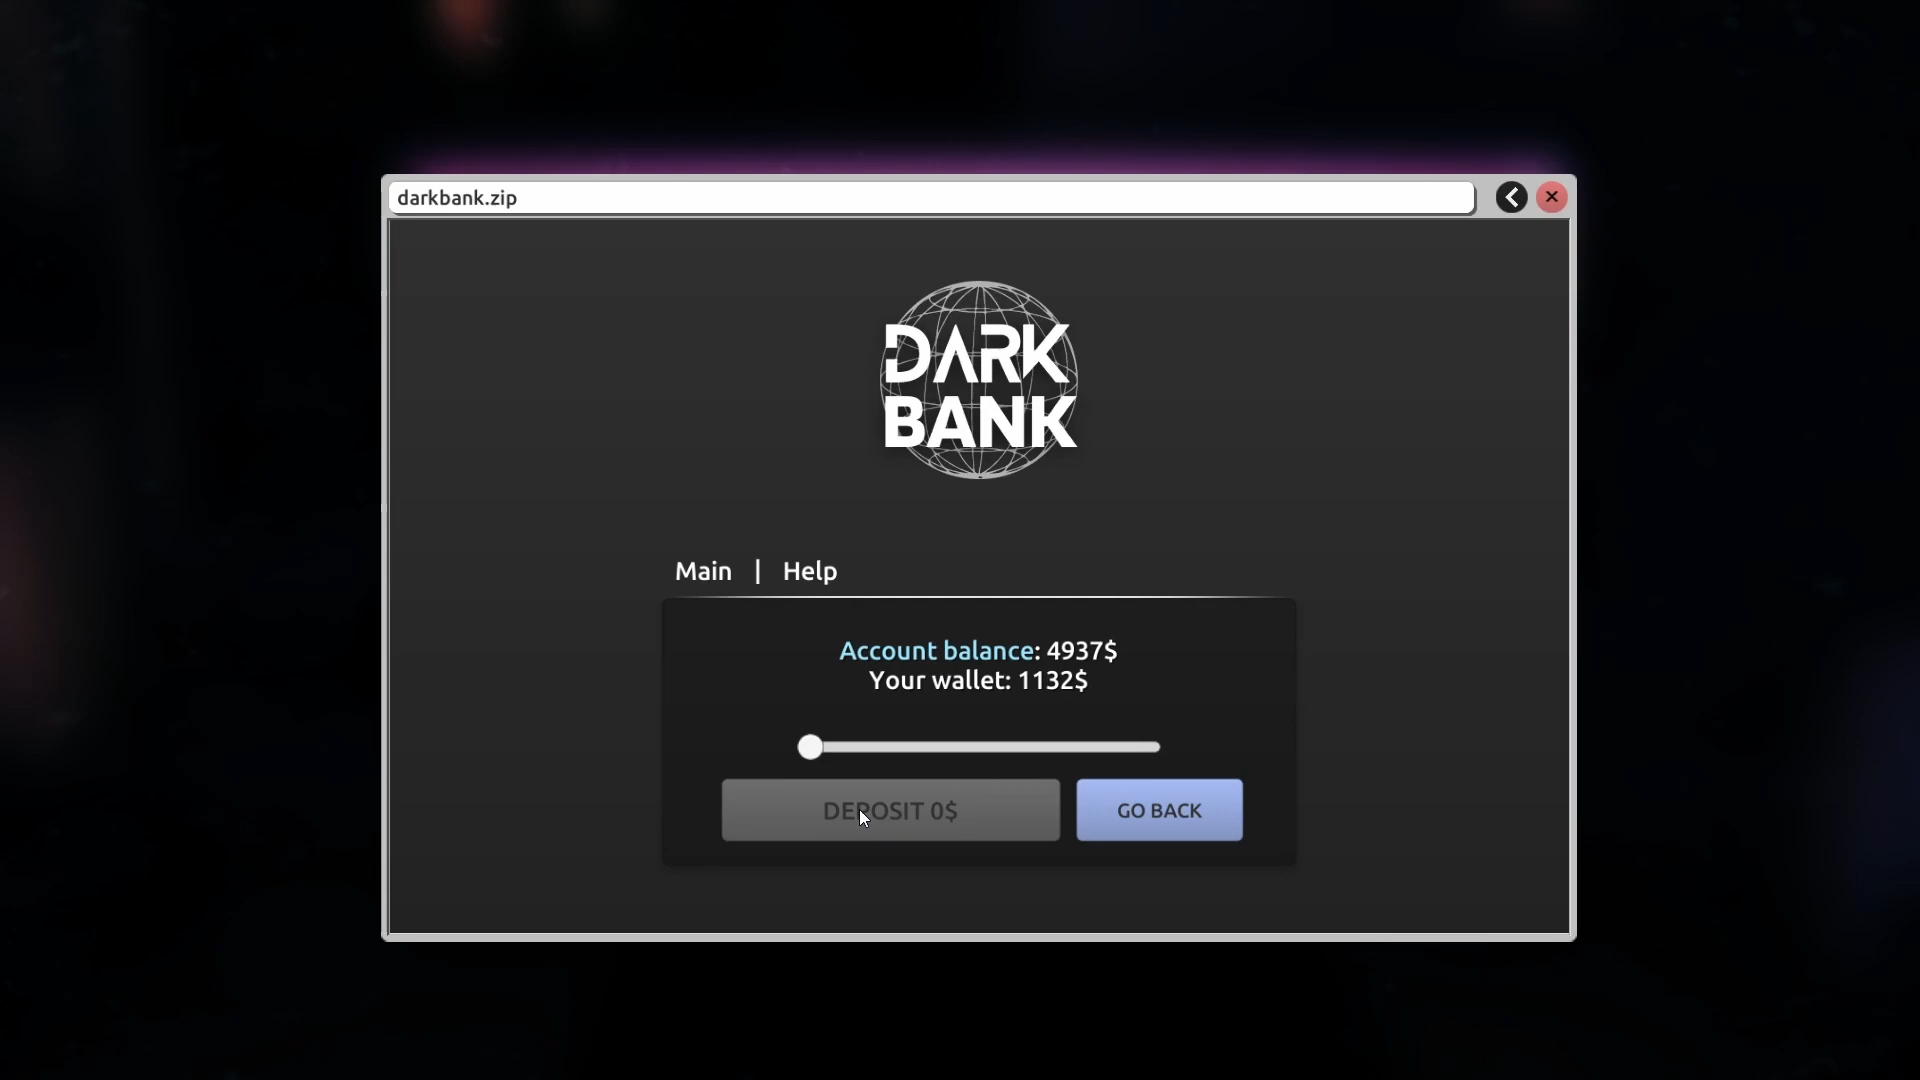 darkbank.zip
DARK
BANK
Main | Help
Account balance: 4937$
Your wallet: 1132$
DEPOSIT 0$
GO BACK